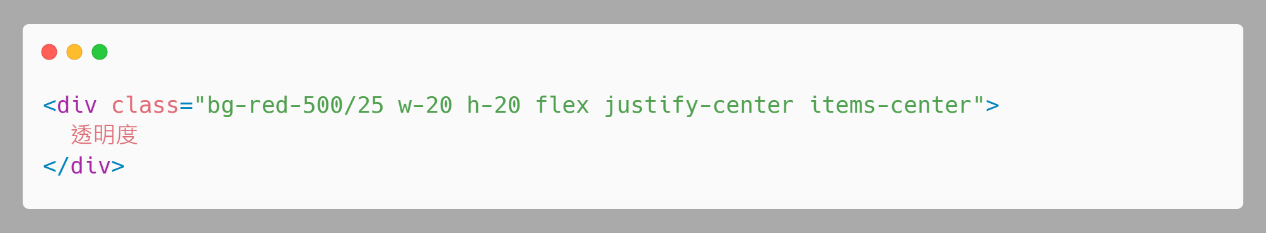 <div class="bg-red-500/25 w-20 h-20 flex justify-center items-center">
  透明度
</div>